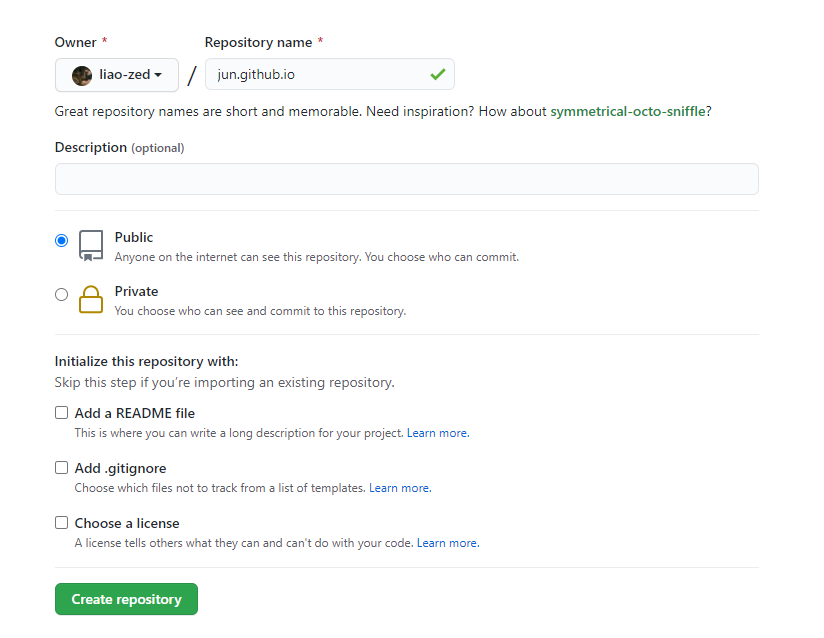 Owner * Repository name *
liao-zed / jun.github.io
Great repository names are short and memorable. Need inspiration? How about symmetrical-octo-sniffle?
Description (optional)
Public
Anyone on the internet can see this repository. You choose who can commit.
Private
You choose who can see and commit to this repository.
Initialize this repository with:
Skip this step if you’re importing an existing repository.
Add a README file
This is where you can write a long description for your project. Learn more.
Add .gitignore
Choose which files not to track from a list of templates. Learn more.
Choose a license
A license tells others what they can and can't do with your code. Learn more.
Create repository